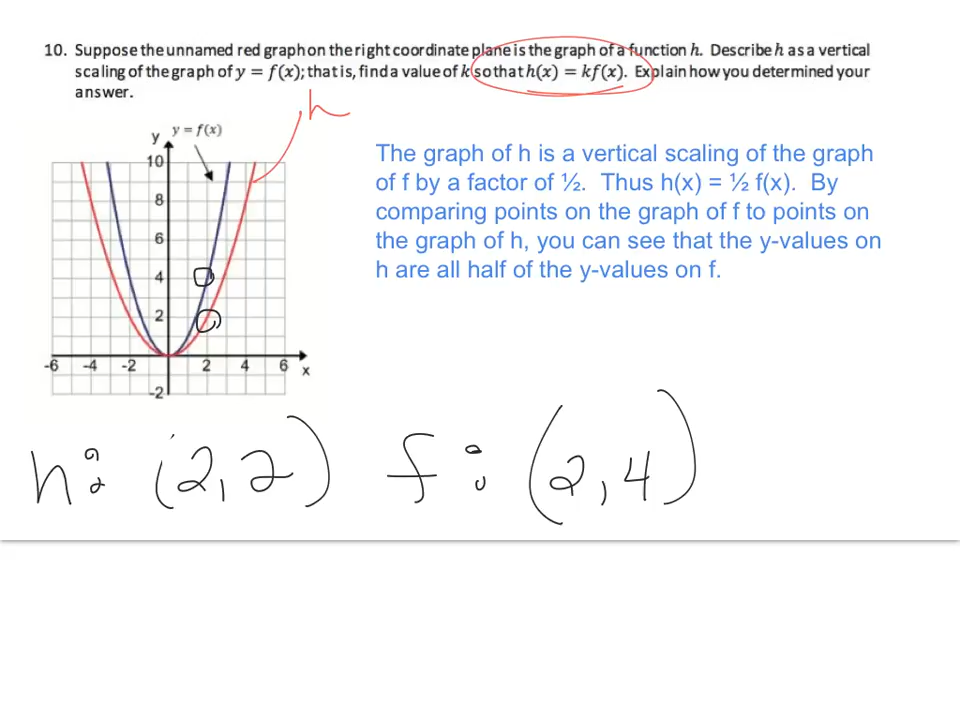 10. Suppose the unnamed red graph on the right coordinate plane is the graph of a function h. Describe h as a vertical
scaling of the graph of y = f(x); that is, find a value of k so that h(x) = kf(x). Explain how you determined your
answer.
h
y y = f(x)
The graph of h is a vertical scaling of the graph
of f by a factor of ½. Thus h(x) = ½ f(x). By
comparing points on the graph of f to points on
the graph of h, you can see that the y-values on
h are all half of the y-values on f.
10
8
6
4
2
-6 -4 -2 2 4 6 x
-2
h: (2,2) f: (2,4)